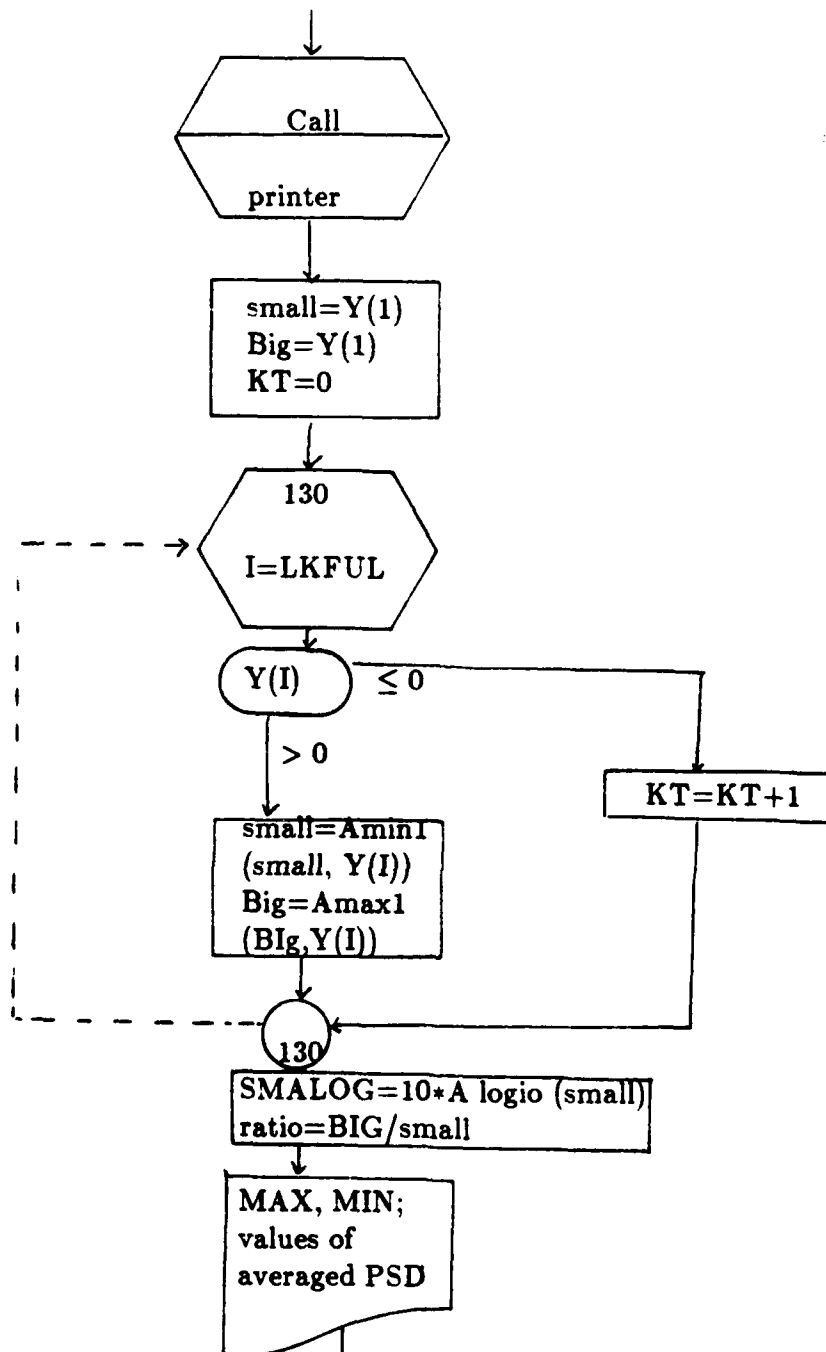 Call
printer
small=Y(1)
Big=Y(1)
KT=0
130
I=LKFUL
Y(I)
≤ 0
> 0
KT=KT+1
small=Amin1
(small, Y(I))
Big=Amax1
(BIg,Y(I))
130
SMALOG=10*A logio (small)
ratio=BIG/small
MAX, MIN;
values of
averaged PSD